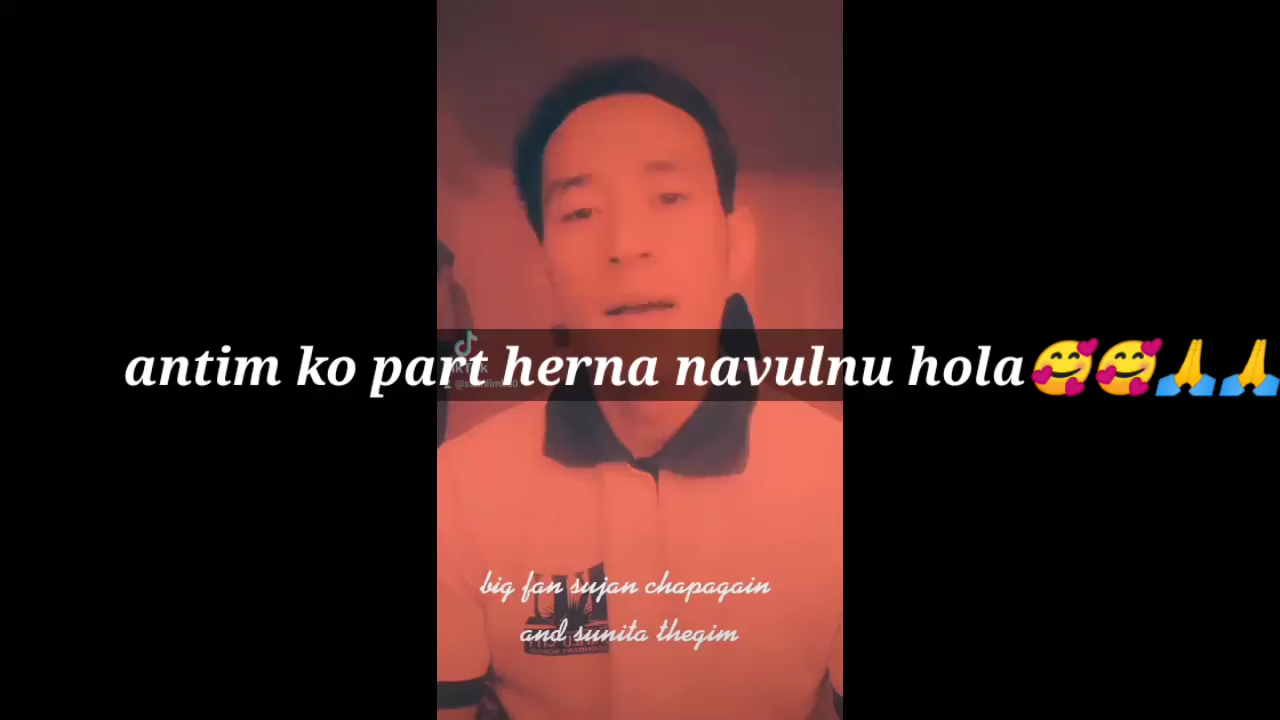 antim ko part herna navulnu hola🥰🥰🙏🙏
big fan sujan chapagain
and sunita thegim